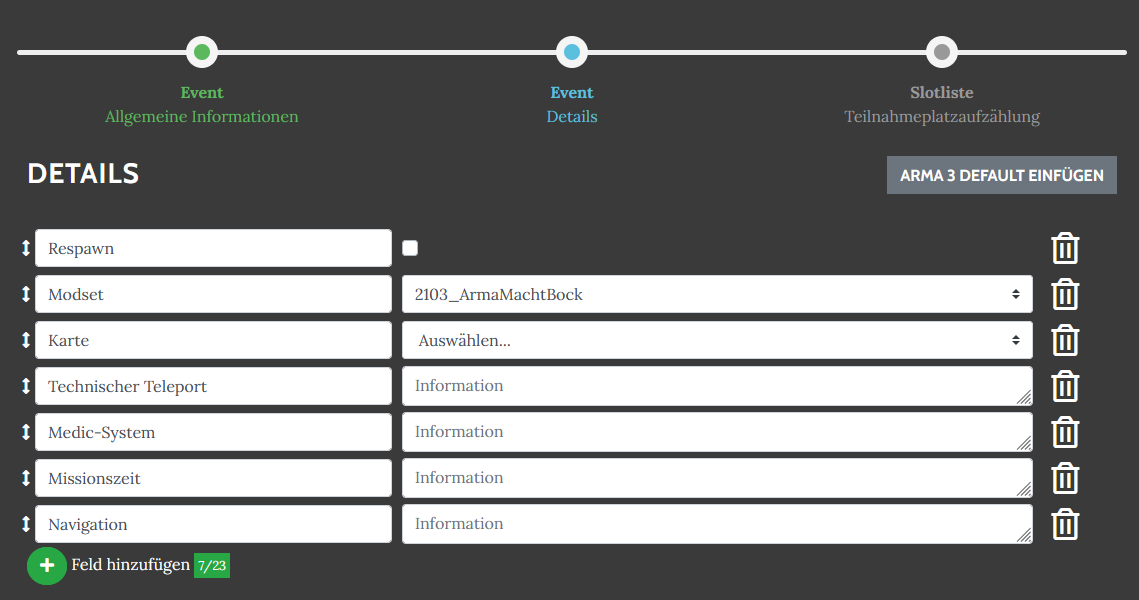 Event
Allgemeine Informationen
Event
Details
Slotliste
Teilnahmeplatzaufzählung
DETAILS
ARMA 3 DEFAULT EINFÜGEN
Respawn
Modset
2103_ArmaMachtBock
Karte
Auswählen...
Technischer Teleport
Information
Medic-System
Information
Missionszeit
Information
Navigation
Information
Feld hinzufügen 7/23